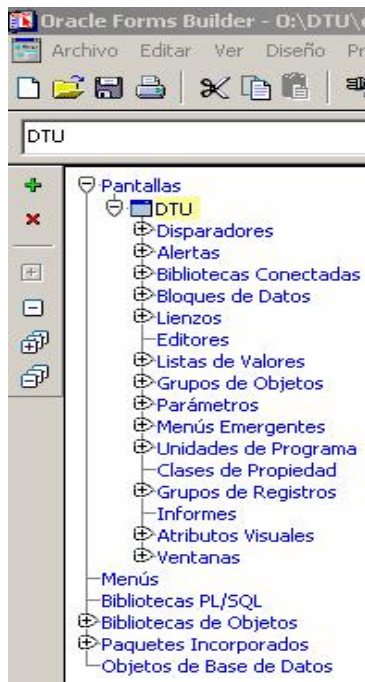 Oracle Forms Builder - O:\DTU\
Archivo Editar Ver Diseño
DTU
Pantallas
DTU
Disparadores
Alertas
Bibliotecas Conectadas
Bloques de Datos
Lienzos
Editores
Listas de Valores
Grupos de Objetos
Parámetros
Menús Emergentes
Unidades de Programa
Clases de Propiedad
Grupos de Registros
Informes
Atributos Visuales
Ventanas
Menús
Bibliotecas PL/SQL
Bibliotecas de Objetos
Paquetes Incorporados
Objetos de Base de Datos